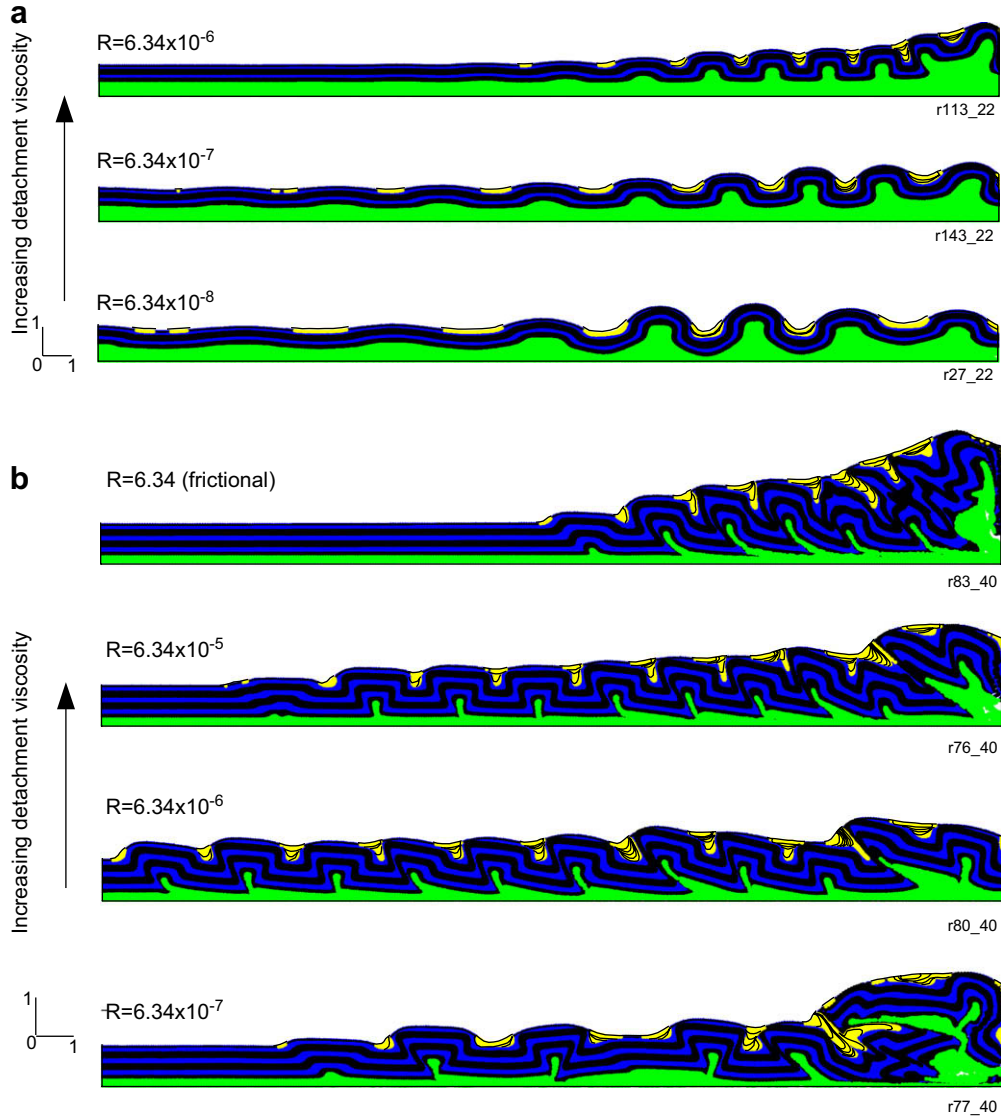 a
R=6.34x10-6
r113_22
R=6.34x10-7
r143_22
R=6.34x10-8
r27_22
Increasing detachment viscosity
1
0 1
b
R=6.34 (frictional)
r83_40
R=6.34x10-5
r76_40
R=6.34x10-6
r80_40
R=6.34x10-7
r77_40
Increasing detachment viscosity
1
0 1